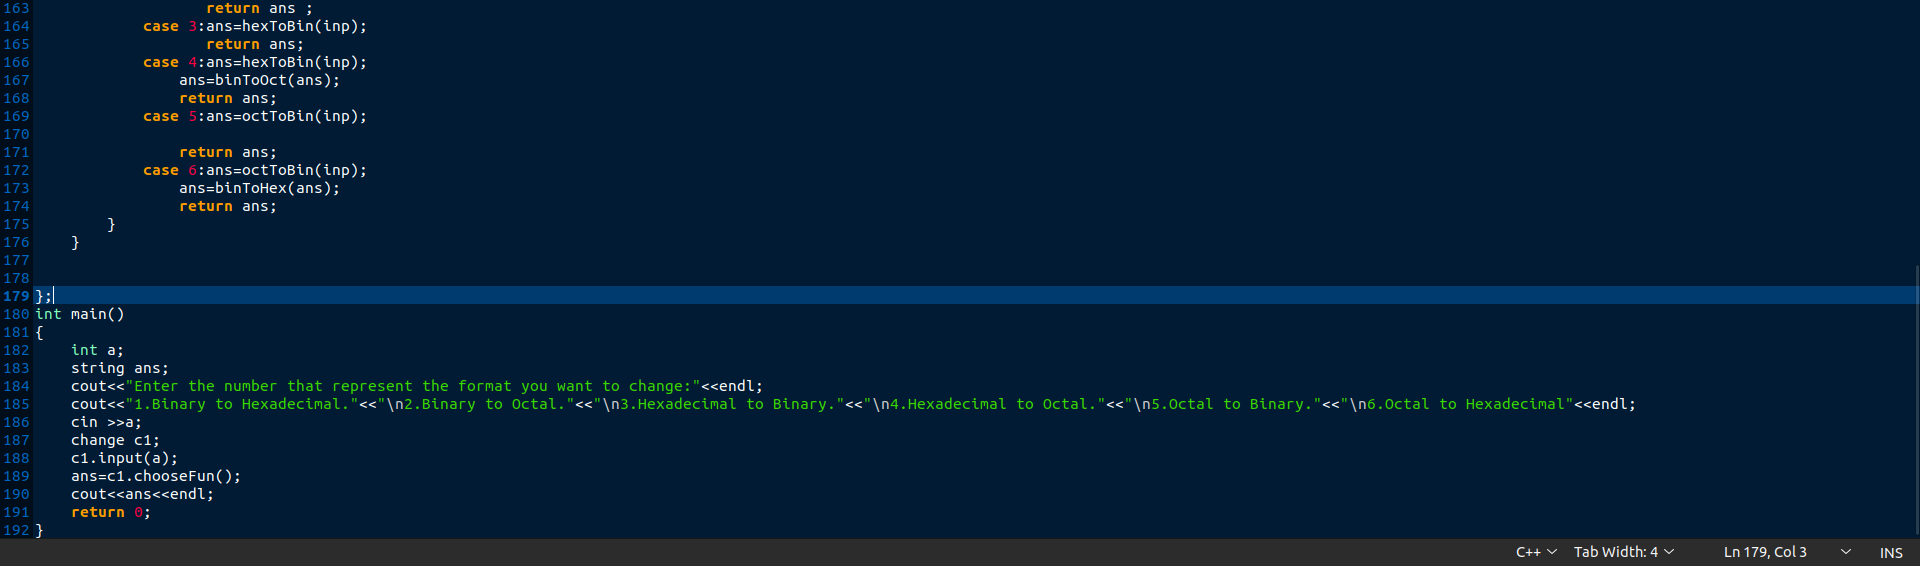 163                    return ans ;
164             case 3:ans=hexToBin(inp);
165                    return ans;
166             case 4:ans=hexToBin(inp);
167                 ans=binToOct(ans);
168                 return ans;
169             case 5:ans=octToBin(inp);
170
171                 return ans;
172             case 6:ans=octToBin(inp);
173                 ans=binToHex(ans);
174                 return ans;
175         }
176     }
177
178
179 };
180 int main()
181 {
182     int a;
183     string ans;
184     cout<<"Enter the number that represent the format you want to change:"<<endl;
185     cout<<"1.Binary to Hexadecimal."<<"\n2.Binary to Octal."<<"\n3.Hexadecimal to Binary."<<"\n4.Hexadecimal to Octal."<<"\n5.Octal to Binary."<<"\n6.Octal to Hexadecimal"<<endl;
186     cin >>a;
187     change c1;
188     c1.input(a);
189     ans=c1.chooseFun();
190     cout<<ans<<endl;
191     return 0;
192 }
C++ Tab Width: 4 Ln 179, Col 3 INS